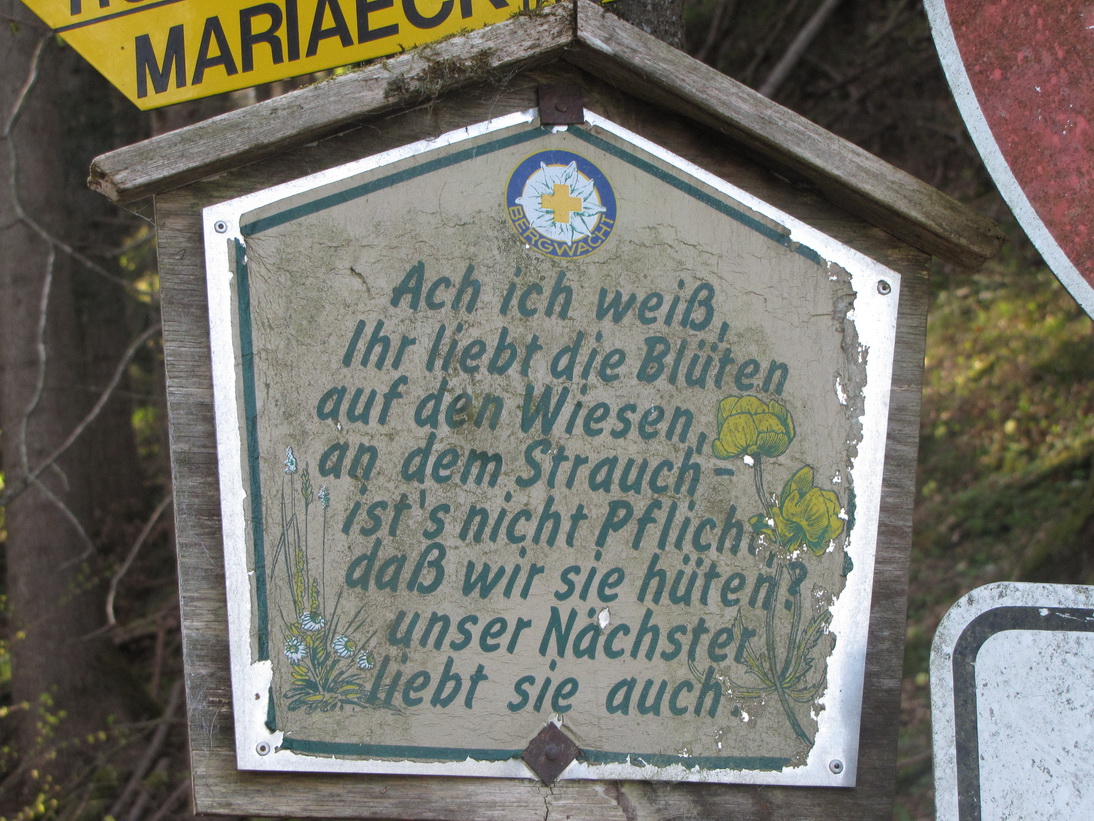 MARIAECK
BERGWACHT
Ach ich weiß,
Ihr liebt die Blüten
auf den Wiesen,
an dem Strauch -
ist's nicht Pflicht,
daß wir sie hüten?
unser Nächster
liebt sie auch.